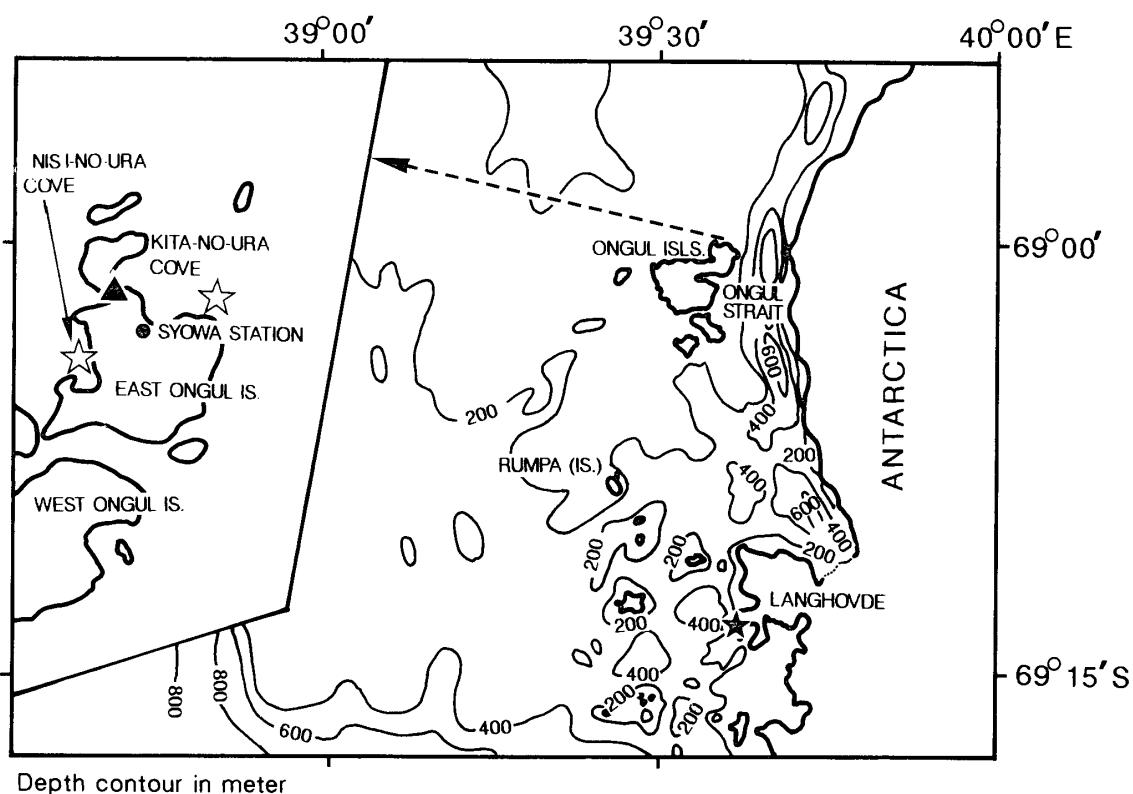 39°00′
39°30′
40°00′E
NISI-NO-URA
COVE
KITA-NO-URA
COVE
SYOWA STATION
EAST ONGUL IS.
WEST ONGUL IS.
ONGUL ISLS.
ONGUL
STRAIT
69°00′
ANTARCTICA
600
200
400
200
RUMPA (IS.)
400
600
400
200
200
200
LANGHOVDE
200
400
400
69°15′S
200
200
800
800
600
400
Depth contour in meter